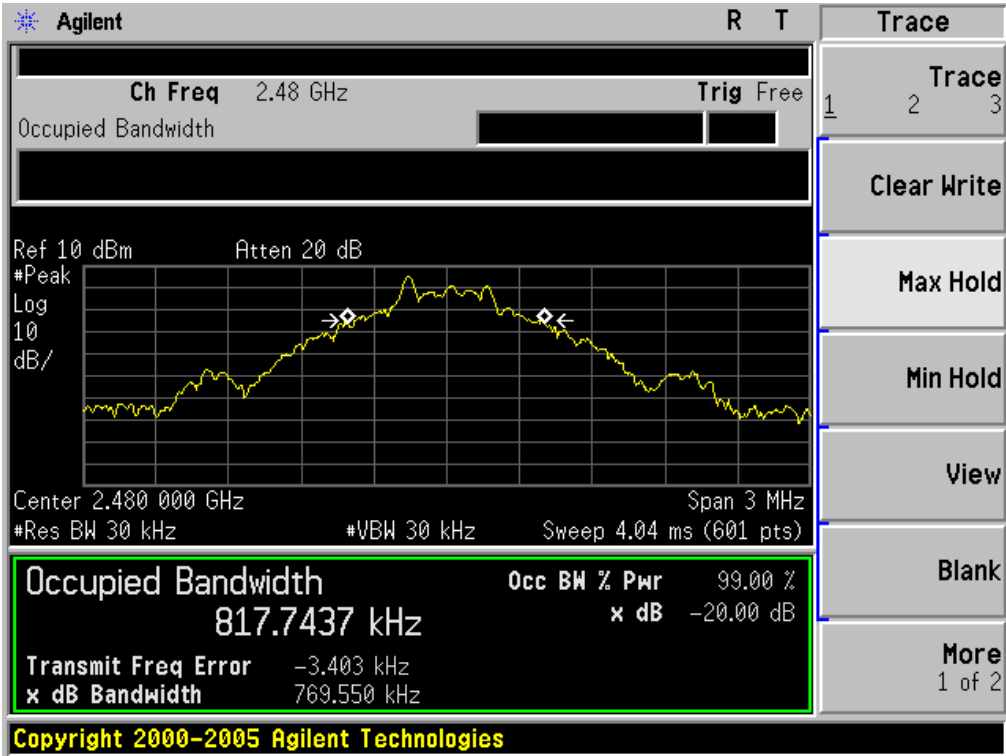 Agilent R T Trace
Ch Freq 2.48 GHz Trig Free
Occupied Bandwidth
Trace
1 2 3
Clear Write
Max Hold
Min Hold
View
Blank
More
1 of 2
Ref 10 dBm Atten 20 dB
#Peak
Log
10
dB/
Center 2.480 000 GHz Span 3 MHz
#Res BW 30 kHz #VBW 30 kHz Sweep 4.04 ms (601 pts)
Occupied Bandwidth Occ BW % Pwr 99.00 %
817.7437 kHz x dB -20.00 dB
Transmit Freq Error -3.403 kHz
x dB Bandwidth 769.550 kHz
Copyright 2000-2005 Agilent Technologies